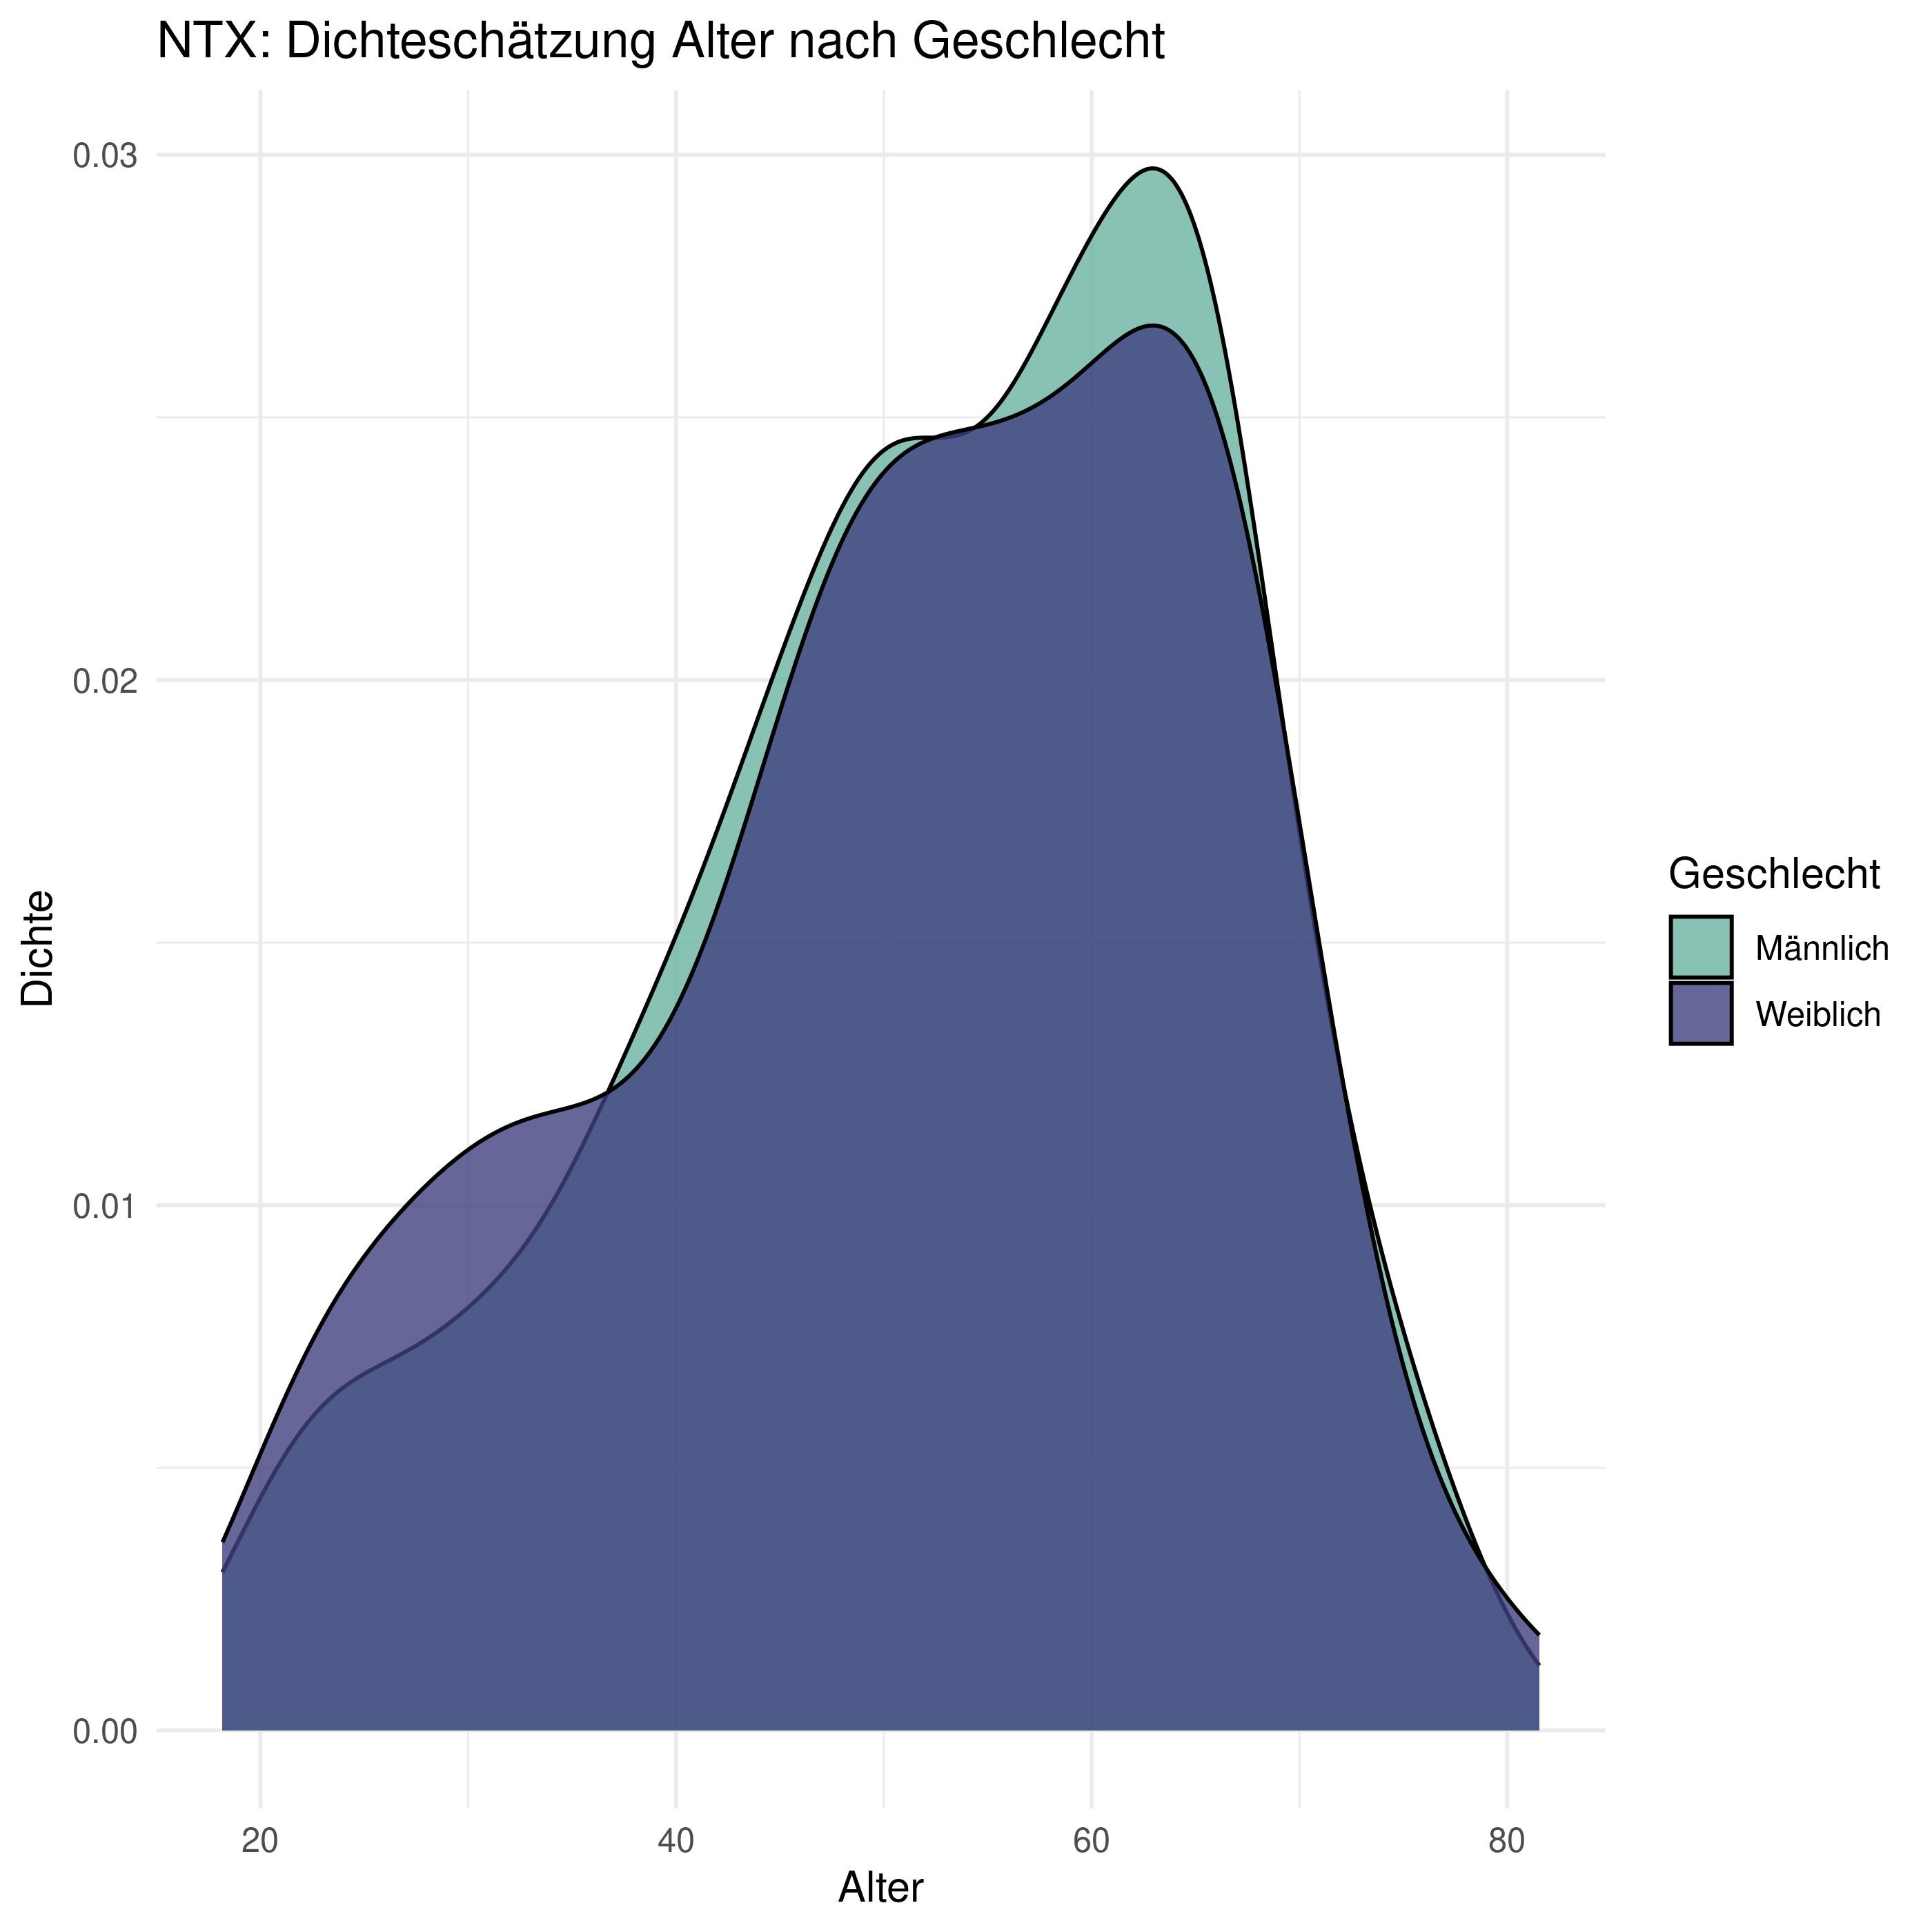 NTX: Dichteschätzung Alter nach Geschlecht
0.03
0.02
0.01
0.00
Dichte
20 40 60 80
Alter
Geschlecht
Männlich
Weiblich